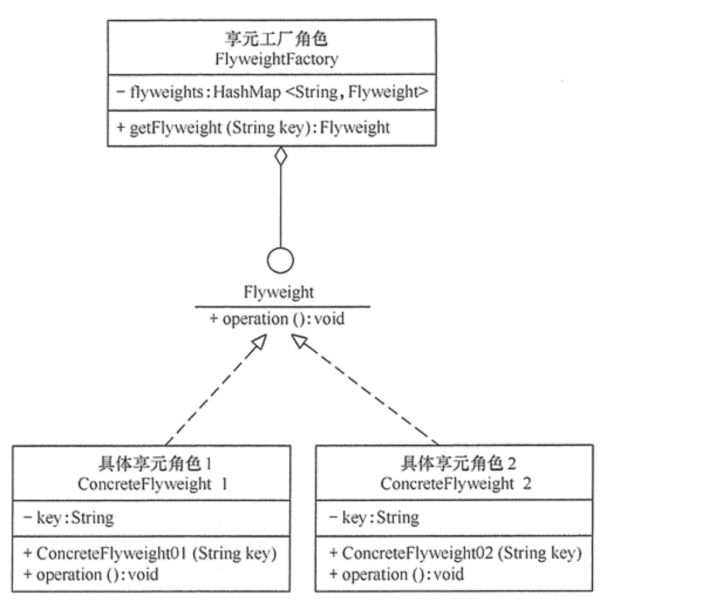 享元工厂角色
FlyweightFactory
- flyweights:HashMap <String,Flyweight>
+ getFlyweight (String key):Flyweight
Flyweight
+ operation ():void
具体享元角色1
ConcreteFlyweight 1
- key:String
+ ConcreteFlyweight01 (String key)
+ operation ():void
具体享元角色2
ConcreteFlyweight 2
- key:String
+ ConcreteFlyweight02 (String key)
+ operation ():void